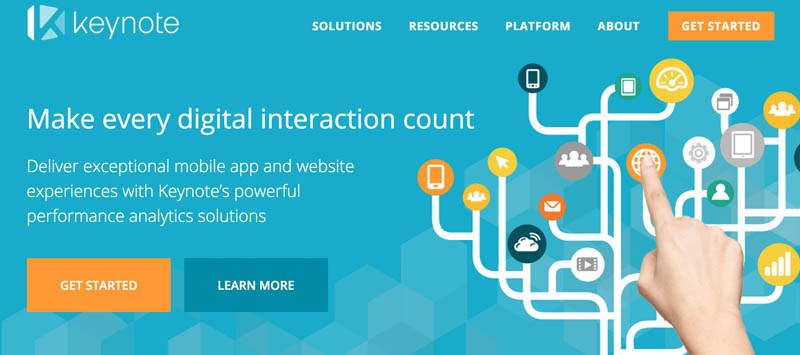 keynote
SOLUTIONS RESOURCES PLATFORM ABOUT GET STARTED
Make every digital interaction count
Deliver exceptional mobile app and website
experiences with Keynote’s powerful
performance analytics solutions
GET STARTED LEARN MORE